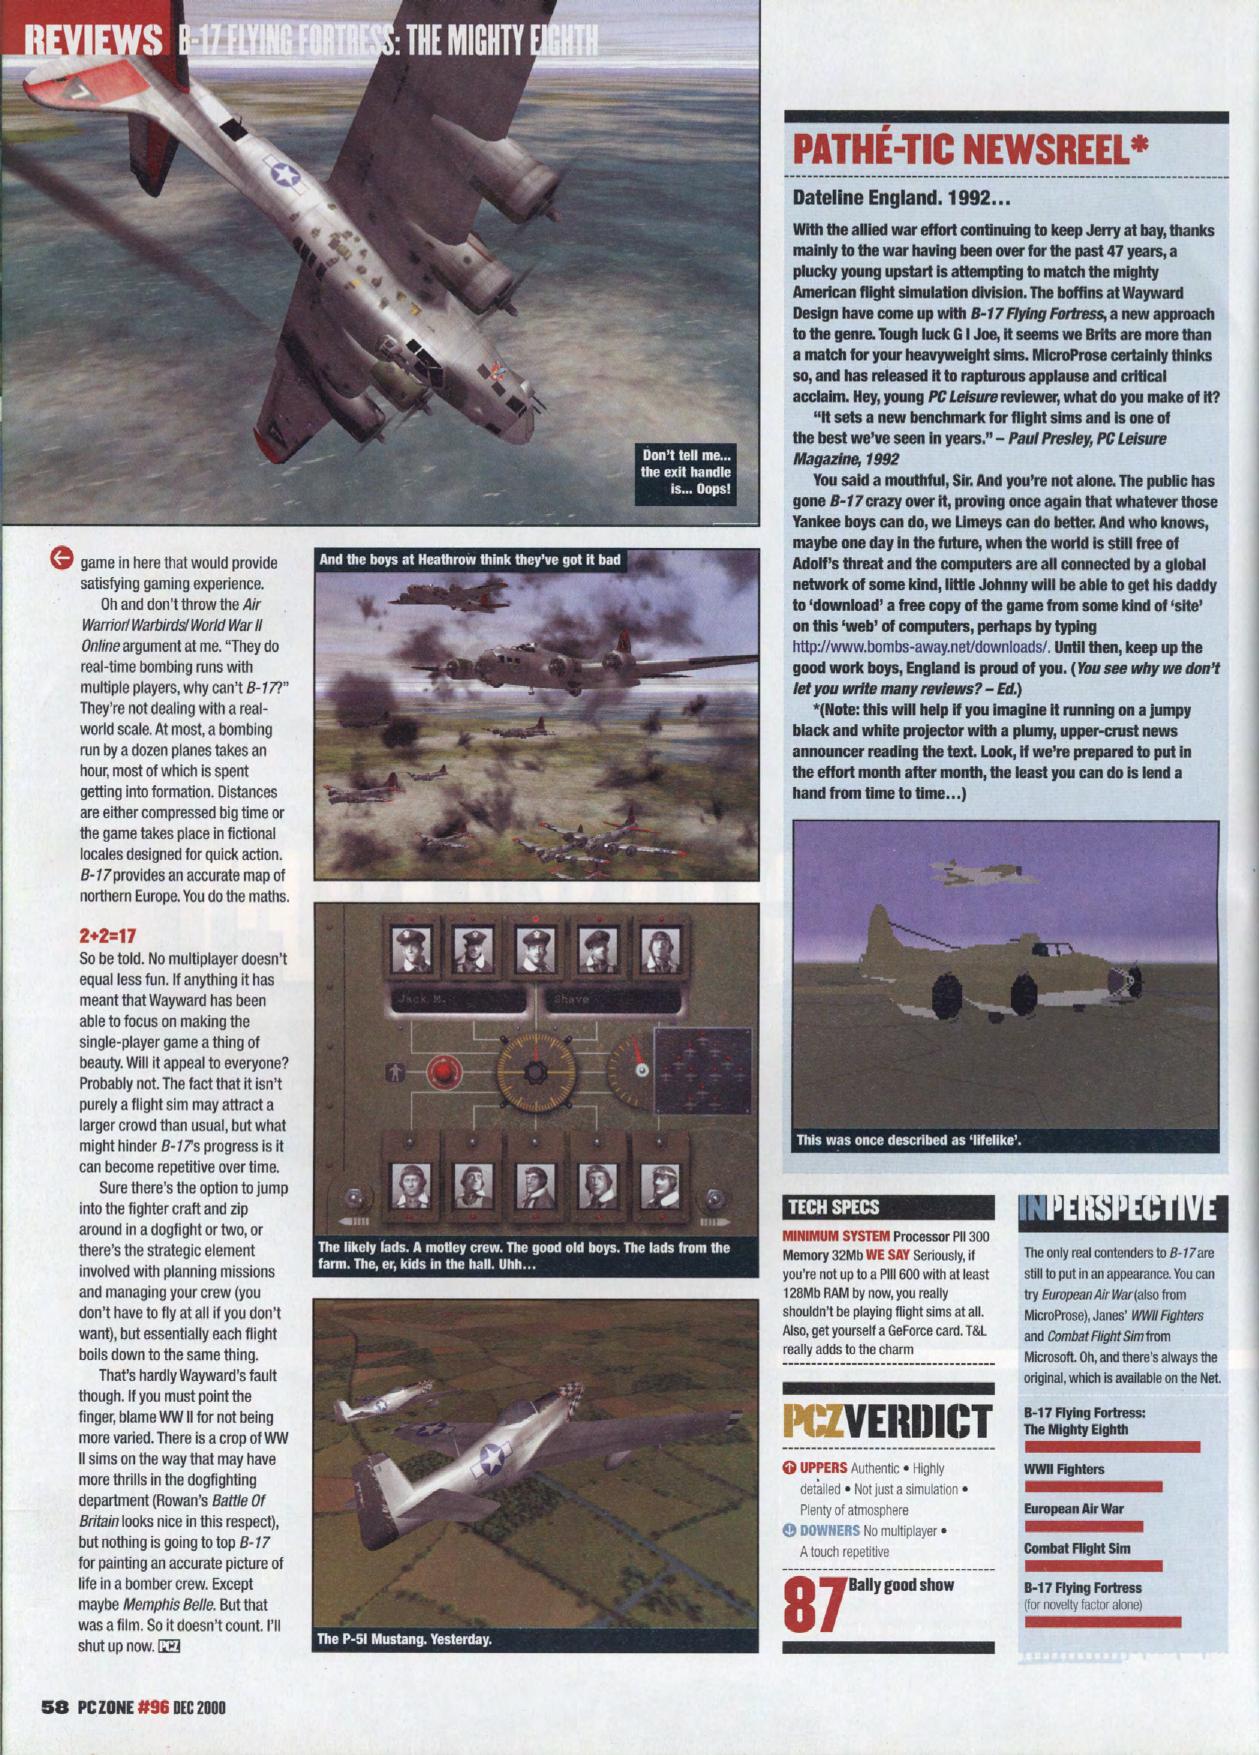 REVIEWS B-17 FLYING FORTRESS: THE MIGHTY EIGHTH
7
Don't tell me...
the exit handle
is... Oops!
game in here that would provide
satisfying gaming experience.
Oh and don't throw the Air
Warrior/Warbirds/World War II
Online argument at me. "They do
real-time bombing runs with
multiple players, why can't B-17?"
They're not dealing with a real-
world scale. At most, a bombing
run by a dozen planes takes an
hour, most of which is spent
getting into formation. Distances
are either compressed big time or
the game takes place in fictional
locales designed for quick action.
B-17 provides an accurate map of
northern Europe. You do the maths.
2+2=17
So be told. No multiplayer doesn't
equal less fun. If anything it has
meant that Wayward has been
able to focus on making the
single-player game a thing of
beauty. Will it appeal to everyone?
Probably not. The fact that it isn't
purely a flight sim may attract a
larger crowd than usual, but what
might hinder B-17's progress is it
can become repetitive over time.
Sure there's the option to jump
into the fighter craft and zip
around in a dogfight or two, or
there's the strategic element
involved with planning missions
and managing your crew (you
don't have to fly at all if you don't
want), but essentially each flight
boils down to the same thing.
That's hardly Wayward's fault
though. If you must point the
finger, blame WW II for not being
more varied. There is a crop of WW
II sims on the way that may have
more thrills in the dogfighting
department (Rowan's Battle Of
Britain looks nice in this respect),
but nothing is going to top B-17
for painting an accurate picture of
life in a bomber crew. Except
maybe Memphis Belle. But that
was a film. So it doesn't count. I'll
shut up now. PCZ
And the boys at Heathrow think they've got it bad
Jack M.
Shave
The likely lads. A motley crew. The good old boys. The lads from the
farm. The, er, kids in the hall. Uhh...
The P-51 Mustang. Yesterday.
PATHÉ-TIC NEWSREEL*
Dateline England. 1992...
With the allied war effort continuing to keep Jerry at bay, thanks
mainly to the war having been over for the past 47 years, a
plucky young upstart is attempting to match the mighty
American flight simulation division. The boffins at Wayward
Design have come up with B-17 Flying Fortress, a new approach
to the genre. Tough luck G I Joe, it seems we Brits are more than
a match for your heavyweight sims. MicroProse certainly thinks
so, and has released it to rapturous applause and critical
acclaim. Hey, young PC Leisure reviewer, what do you make of it?
"It sets a new benchmark for flight sims and is one of
the best we've seen in years." – Paul Presley, PC Leisure
Magazine, 1992
You said a mouthful, Sir. And you're not alone. The public has
gone B-17 crazy over it, proving once again that whatever those
Yankee boys can do, we Limeys can do better. And who knows,
maybe one day in the future, when the world is still free of
Adolf's threat and the computers are all connected by a global
network of some kind, little Johnny will be able to get his daddy
to 'download' a free copy of the game from some kind of 'site'
on this 'web' of computers, perhaps by typing
http://www.bombs-away.net/downloads/. Until then, keep up the
good work boys, England is proud of you. (You see why we don't
let you write many reviews? – Ed.)
*(Note: this will help if you imagine it running on a jumpy
black and white projector with a plumy, upper-crust news
announcer reading the text. Look, if we're prepared to put in
the effort month after month, the least you can do is lend a
hand from time to time...)
This was once described as 'lifelike'.
TECH SPECS
MINIMUM SYSTEM Processor PII 300
Memory 32Mb WE SAY Seriously, if
you're not up to a PIII 600 with at least
128Mb RAM by now, you really
shouldn't be playing flight sims at all.
Also, get yourself a GeForce card. T&L
really adds to the charm
PCZVERDICT
UPPERS Authentic • Highly
detailed • Not just a simulation •
Plenty of atmosphere
DOWNERS No multiplayer •
A touch repetitive
87 Bally good show
INPERSPECTIVE
The only real contenders to B-17 are
still to put in an appearance. You can
try European Air War (also from
MicroProse), Janes' WWII Fighters
and Combat Flight Sim from
Microsoft. Oh, and there's always the
original, which is available on the Net.
B-17 Flying Fortress:
The Mighty Eighth
WWII Fighters
European Air War
Combat Flight Sim
B-17 Flying Fortress
(for novelty factor alone)
58 PCZONE #96 DEC 2000